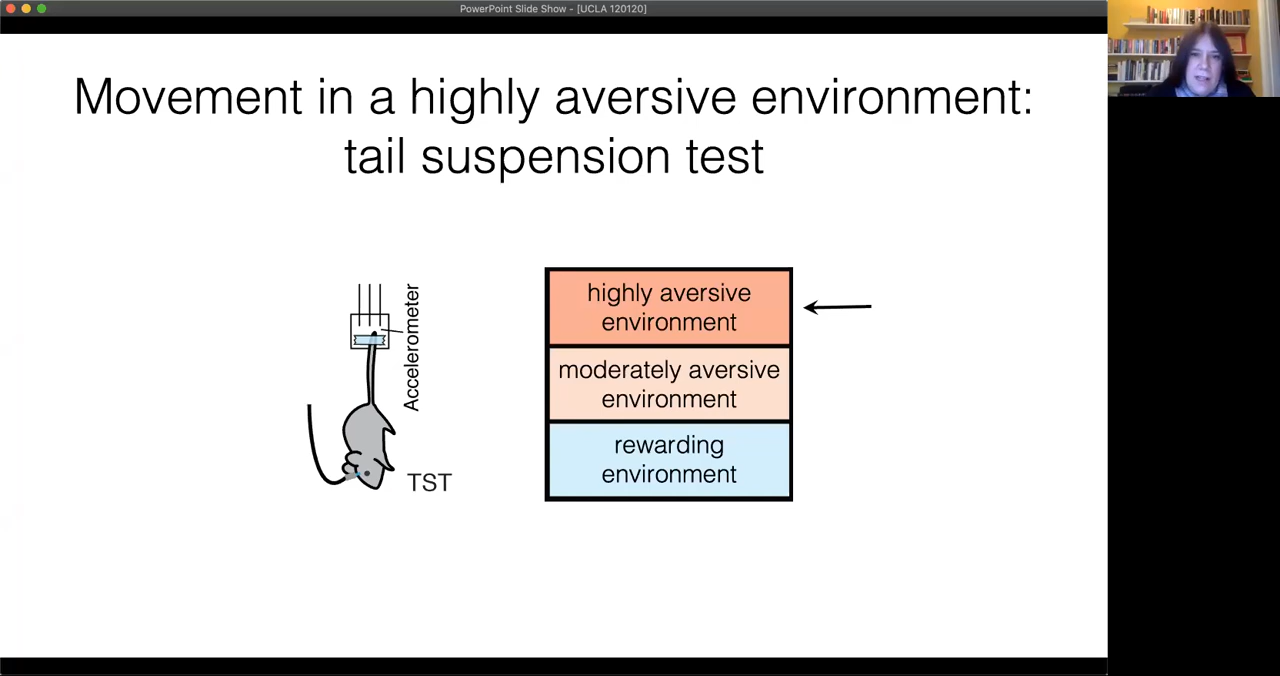 PowerPoint Slide Show - [UCLA 120120]
Movement in a highly aversive environment:
tail suspension test
Accelerometer
TST
highly aversive
environment
moderately aversive
environment
rewarding
environment